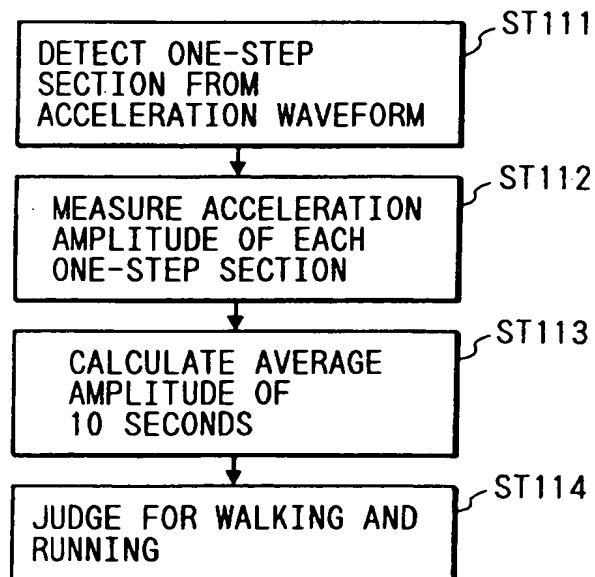 ST111
DETECT ONE-STEP
SECTION FROM
ACCELERATION WAVEFORM
ST112
MEASURE ACCELERATION
AMPLITUDE OF EACH
ONE-STEP SECTION
ST113
CALCULATE AVERAGE
AMPLITUDE OF
10 SECONDS
ST114
JUDGE FOR WALKING AND
RUNNING